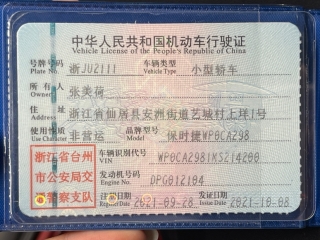 中华人民共和国机动车行驶证
Vehicle License of the People's Republic of China
号牌号码 浙JU2111 车辆类型 小型轿车
Plate No. Vehicle Type
所有人 张美荷
Owner
住址 浙江省仙居县安洲街道艺城村上垟1号
Address
使用性质 非营运 品牌型号 保时捷WP0CA298
Use Character Model
浙江省台州 车辆识别代号 WP0CA2981KS214200
VIN
市公安局交 发动机号码 DPG012104
Engine No.
警察支队 注册日期 2021-09-28 发证日期 2021-10-08
Register Date Issue Date